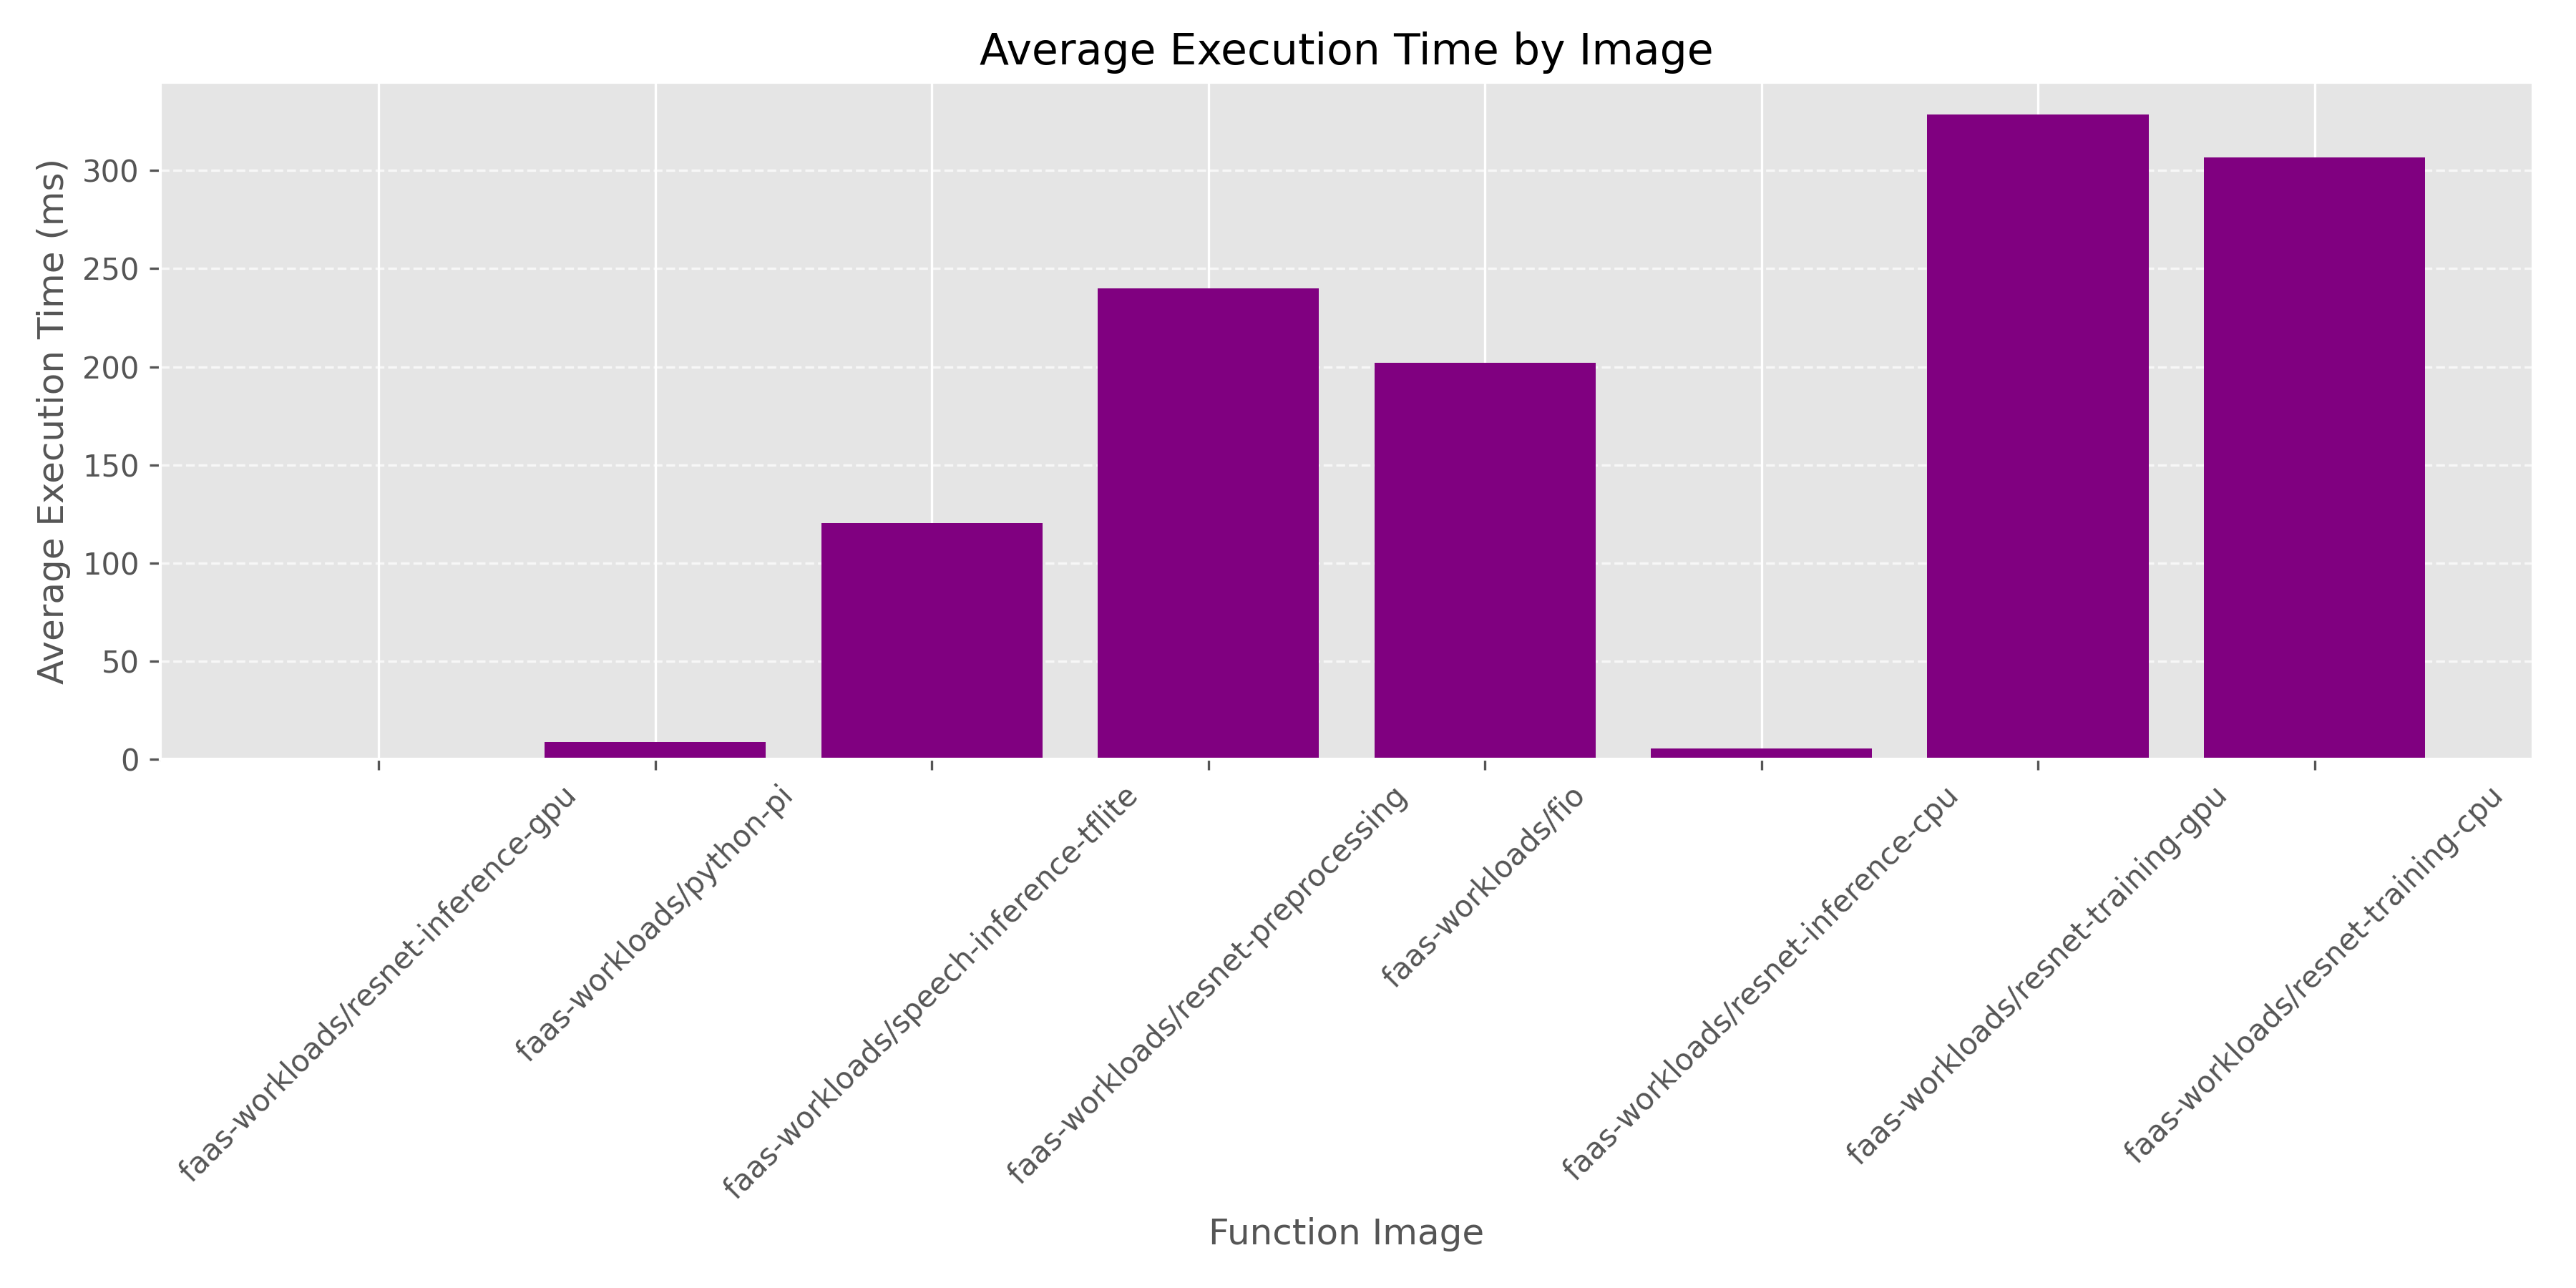 Average Execution Time by Image
Average Execution Time (ms)
300
250
200
150
100
50
0
faas-workloads/resnet-inference-gpu
faas-workloads/python-pi
faas-workloads/speech-inference-tflite
faas-workloads/resnet-preprocessing
faas-workloads/fio
faas-workloads/resnet-inference-cpu
faas-workloads/resnet-training-gpu
faas-workloads/resnet-training-cpu
Function Image